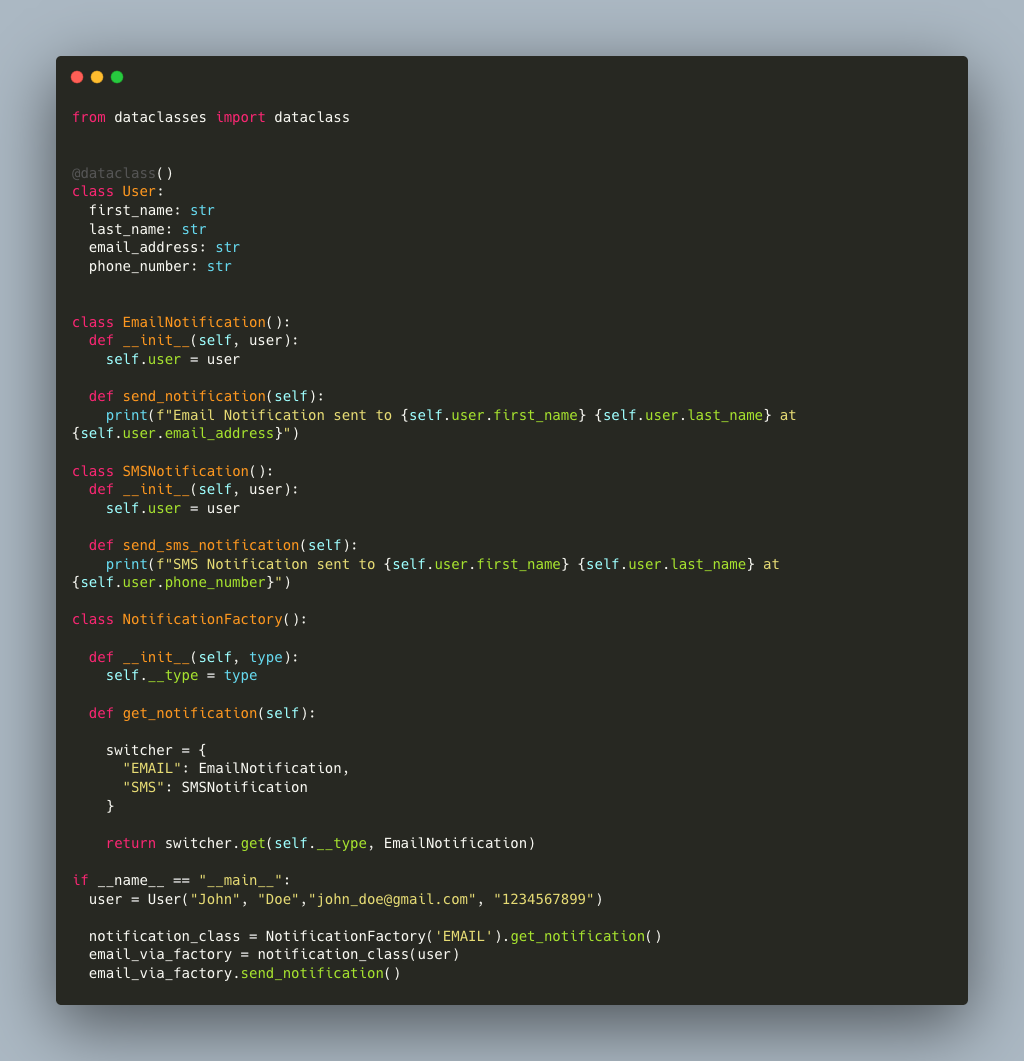 from dataclasses import dataclass
@dataclass()
class User:
  first_name: str
  last_name: str
  email_address: str
  phone_number: str
class EmailNotification():
  def __init__(self, user):
    self.user = user
  def send_notification(self):
    print(f"Email Notification sent to {self.user.first_name} {self.user.last_name} at
{self.user.email_address}")
class SMSNotification():
  def __init__(self, user):
    self.user = user
  def send_sms_notification(self):
    print(f"SMS Notification sent to {self.user.first_name} {self.user.last_name} at
{self.user.phone_number}")
class NotificationFactory():
  def __init__(self, type):
    self.__type = type
  def get_notification(self):
    switcher = {
      "EMAIL": EmailNotification,
      "SMS": SMSNotification
    }
    return switcher.get(self.__type, EmailNotification)
if __name__ == "__main__":
  user = User("John", "Doe","john_doe@gmail.com", "1234567899")
  notification_class = NotificationFactory('EMAIL').get_notification()
  email_via_factory = notification_class(user)
  email_via_factory.send_notification()